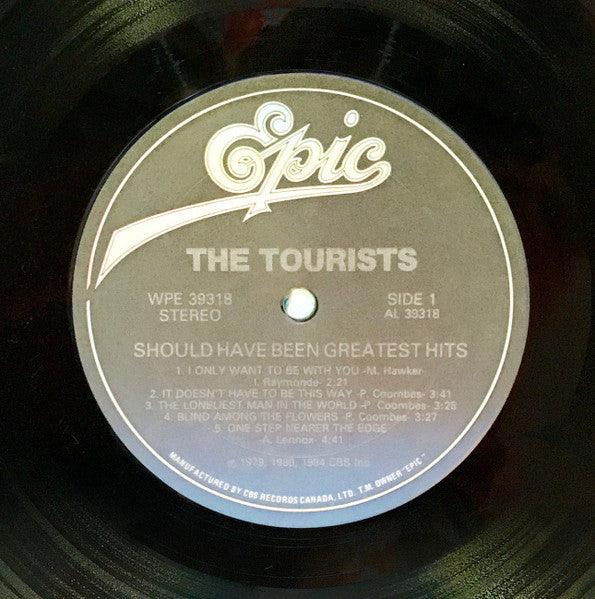 Epic
THE TOURISTS
WPE 39318 SIDE 1
STEREO AL 39318
SHOULD HAVE BEEN GREATEST HITS
1. I ONLY WANT TO BE WITH YOU -M. Hawker-
I. Raymonde- 2:21
2. IT DOESN'T HAVE TO BE THIS WAY -P. Coombes- 3:41
3. THE LONELIEST MAN IN THE WORLD -P. Coombes- 3:25
4. BLIND AMONG THE FLOWERS -P. Coombes- 3:27
5. ONE STEP NEARER THE EDGE
-A. Lennox- 4:41
℗ 1979, 1980, 1984 CBS Inc.
MANUFACTURED BY CBS RECORDS CANADA, LTD. T.M. OWNER "EPIC"